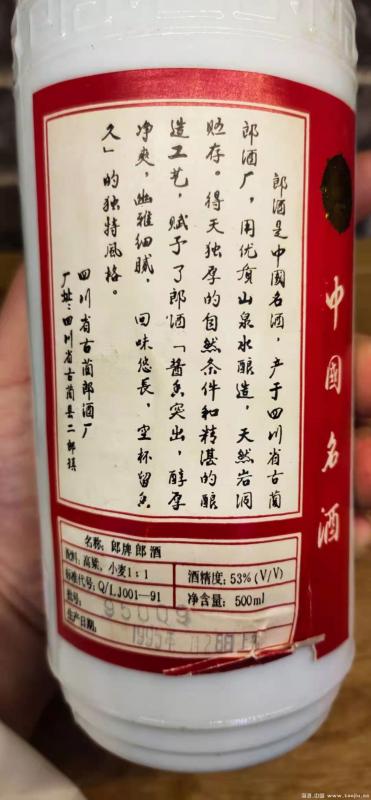 中國名酒
郎酒是中國名酒，产于四川省古蔺
郎酒厂，用优质山泉水酿造，天然岩洞
贮存。得天独厚的自然条件和精湛的酿
造工艺，赋予了郎酒「酱香突出，醇厚
净爽，幽雅细腻，回味悠長，空杯留香
久」的独特风格。
四川省古蔺郎酒厂
厂址：四川省古蔺县二郎镇
名称：郎牌郎酒
配料：高粱，小麦1：1
酒精度：53%（V/V）
标准代号：Q/LJ001—91
净含量：500ml
批号：95009
生产日期：1995年 28日